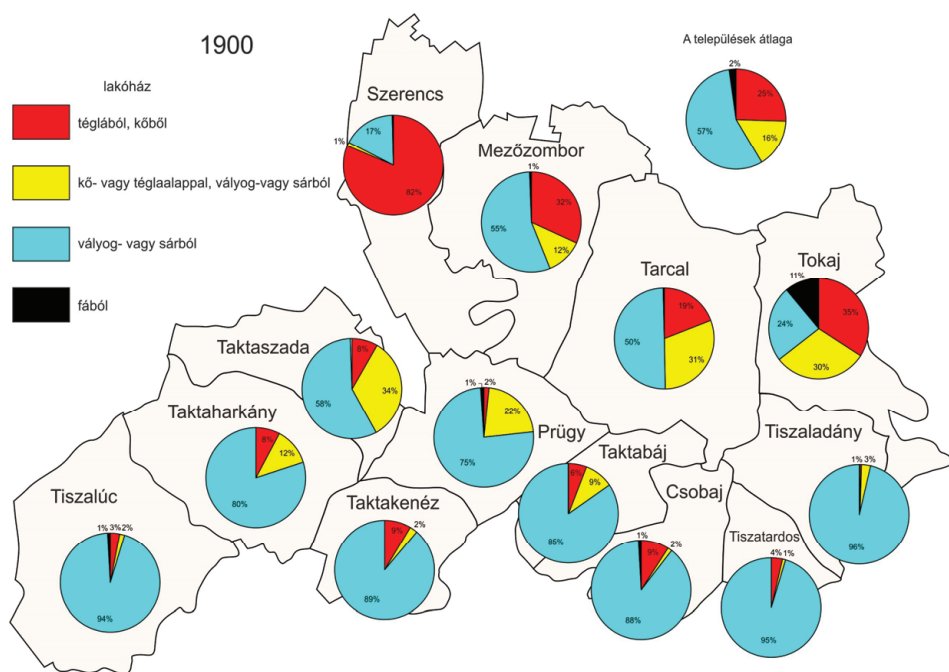 1900
A települések átlaga
2%
25%
16%
57%
lakóház
téglából, kőből
kő- vagy téglaalappal, vályog-vagy sárból
vályog- vagy sárból
fából
Szerencs
17%
1%
82%
Mezőzombor
1%
32%
12%
55%
Tarcal
19%
31%
50%
Tokaj
11%
35%
30%
24%
Taktaszada
8%
34%
58%
Taktaharkány
8%
12%
80%
Prügy
1%
2%
22%
75%
Taktabáj
6%
9%
85%
Tiszaladány
1%
3%
96%
Tiszalúc
1%
3%
2%
94%
Taktakenéz
9%
2%
89%
Csobaj
1%
9%
2%
88%
Tiszatardos
4%
1%
95%